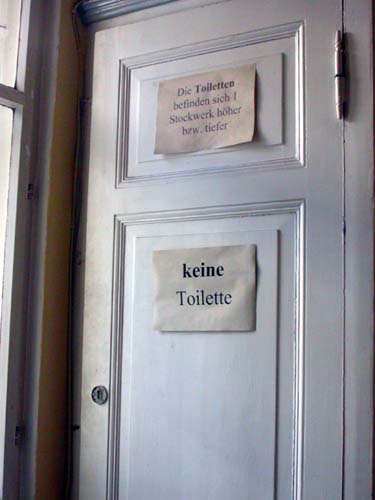 Die Toiletten
befinden sich 1
Stockwerk höher
bzw. tiefer
keine
Toilette